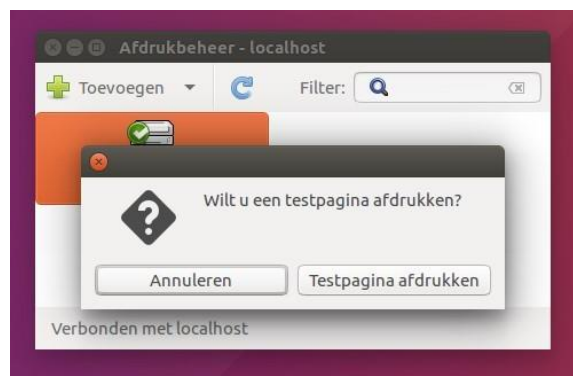 Afdrukbeheer - localhost
Toevoegen Filter:
Wilt u een testpagina afdrukken?
Annuleren Testpagina afdrukken
Verbonden met localhost